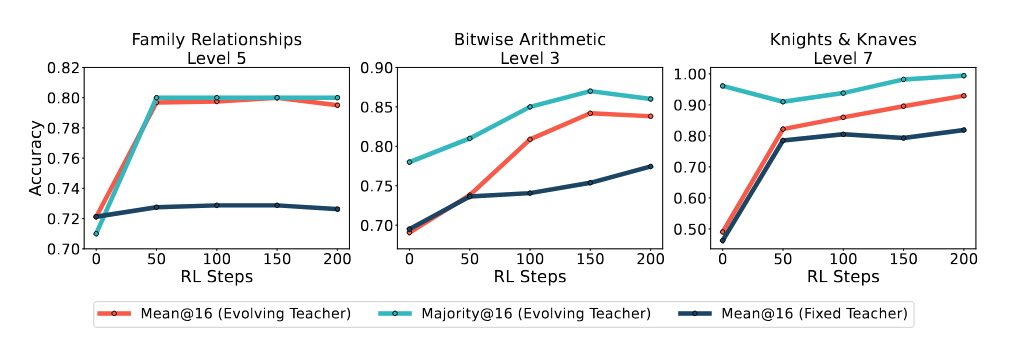 Family Relationships
Level 5
Bitwise Arithmetic
Level 3
Knights & Knaves
Level 7
Accuracy
0.82
0.80
0.78
0.76
0.74
0.72
0.70
0 50 100 150 200
RL Steps
0.90
0.85
0.80
0.75
0.70
0 50 100 150 200
RL Steps
1.00
0.90
0.80
0.70
0.60
0.50
0 50 100 150 200
RL Steps
Mean@16 (Evolving Teacher)
Majority@16 (Evolving Teacher)
Mean@16 (Fixed Teacher)